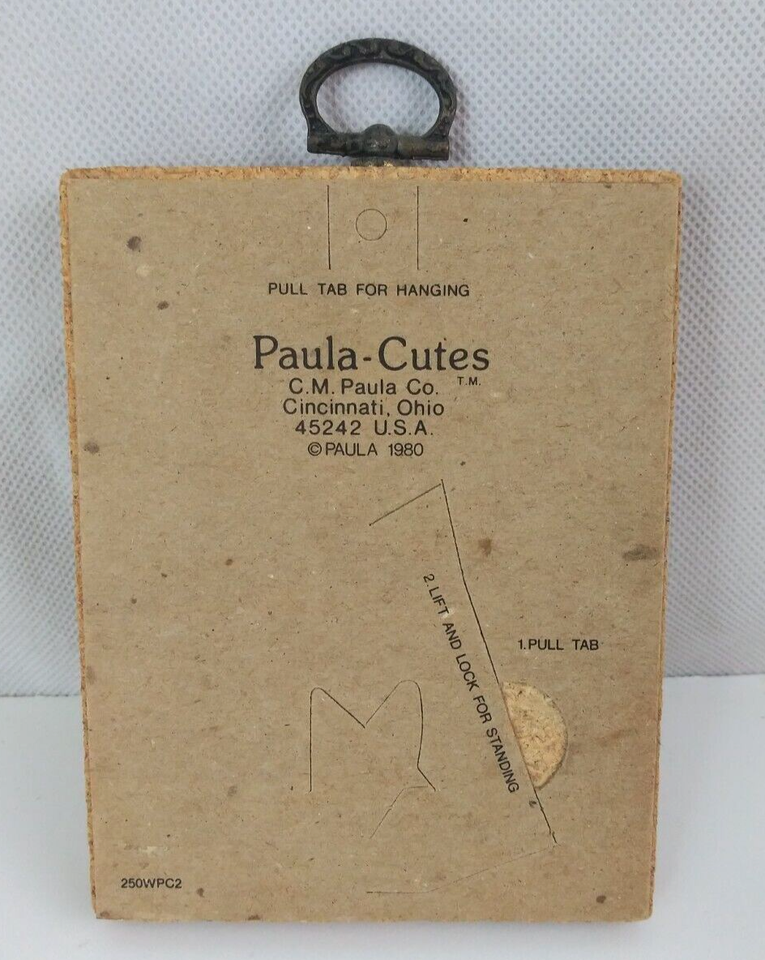 PULL TAB FOR HANGING
Paula-Cutes T.M.
C.M. Paula Co.
Cincinnati, Ohio
45242 U.S.A.
©PAULA 1980
2. LIFT AND LOCK FOR STANDING
1. PULL TAB
250WPC2